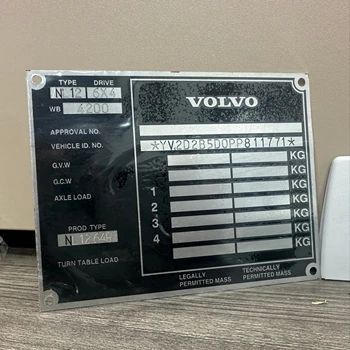 TYPE DRIVE
N 12 6X4
WB 4200
VOLVO
APPROVAL NO.
VEHICLE ID. NO. *YV2D2B5D0PP811771*
G.V.W KG
G.C.W KG
AXLE LOAD 1 KG
2 KG
PROD TYPE 3 KG
N 1264R 4 KG
TURN TABLE LOAD KG
LEGALLY PERMITTED MASS
TECHNICALLY PERMITTED MASS